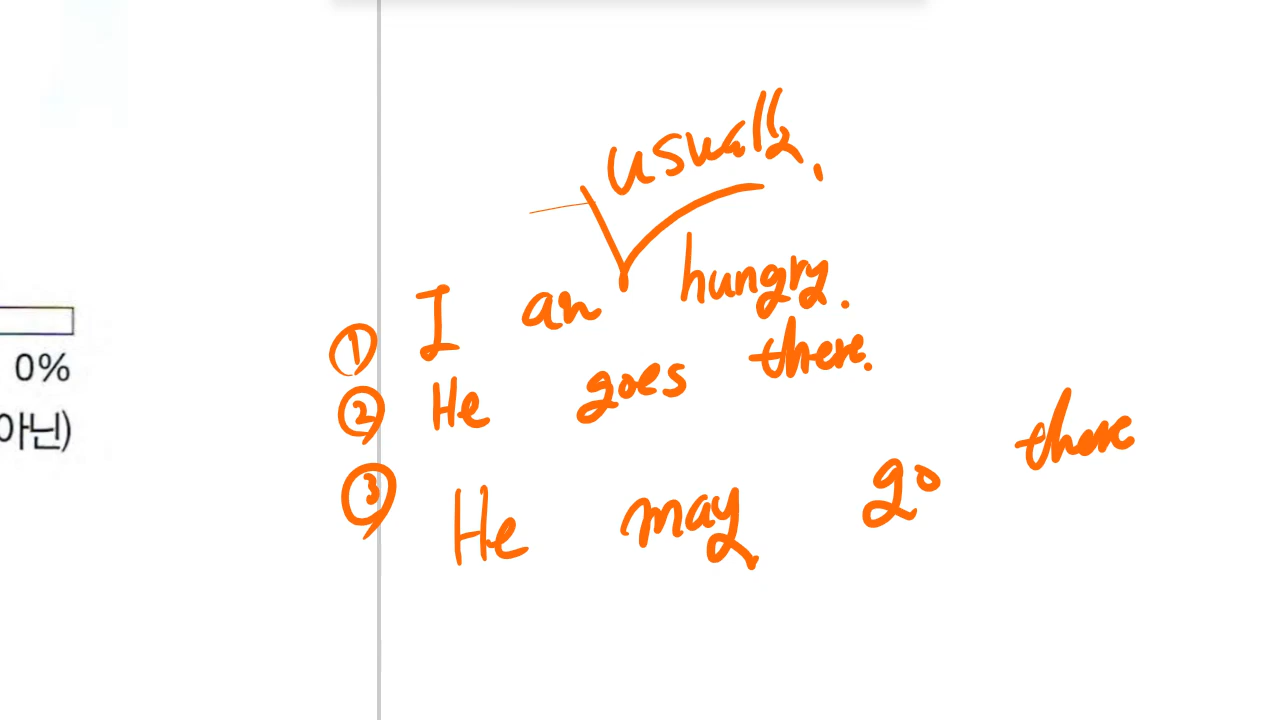 usually.
① I am hungry.
② He goes there.
③ He may go there
0%
아닌)